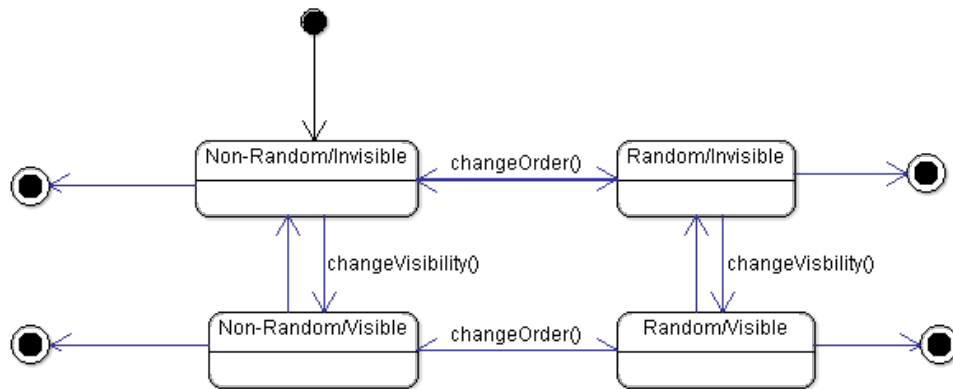 Non-Random/Invisible
changeOrder()
Random/Invisible
changeVisibility()
changeVisbility()
Non-Random/Visible
changeOrder()
Random/Visible